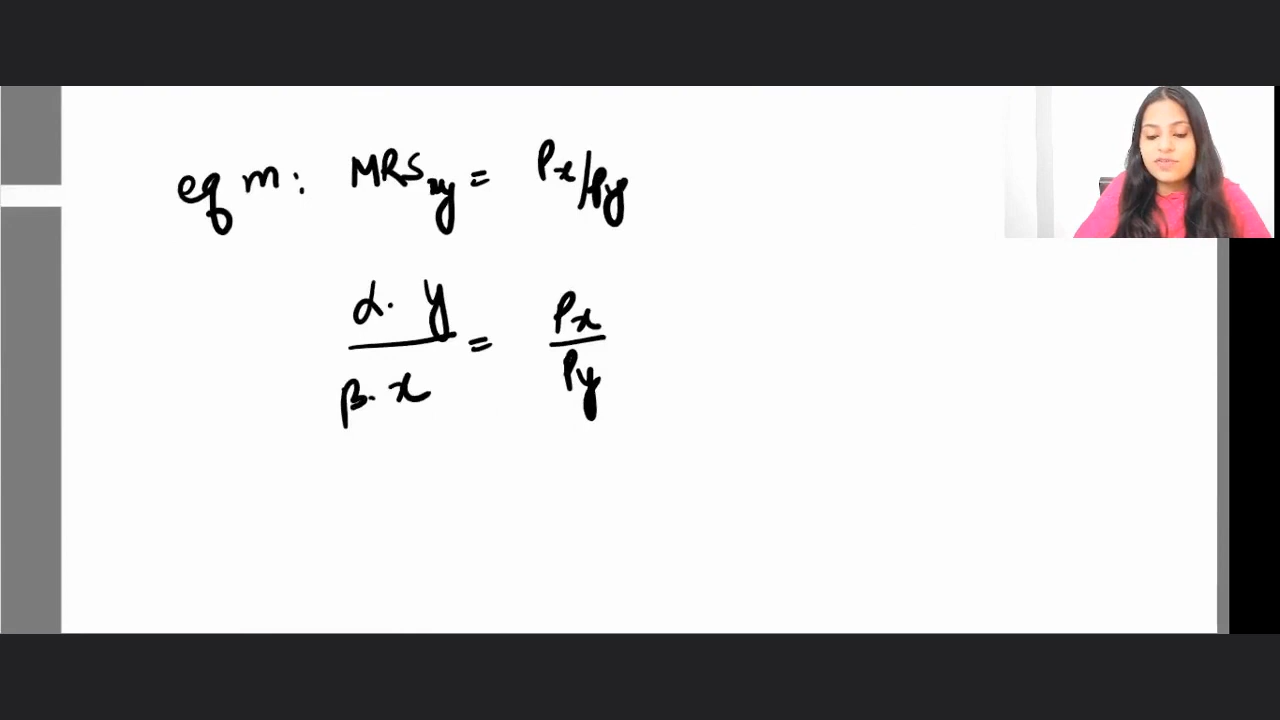 eqm: MRSxy = Px/Py
α. y / β. x = Px / Py